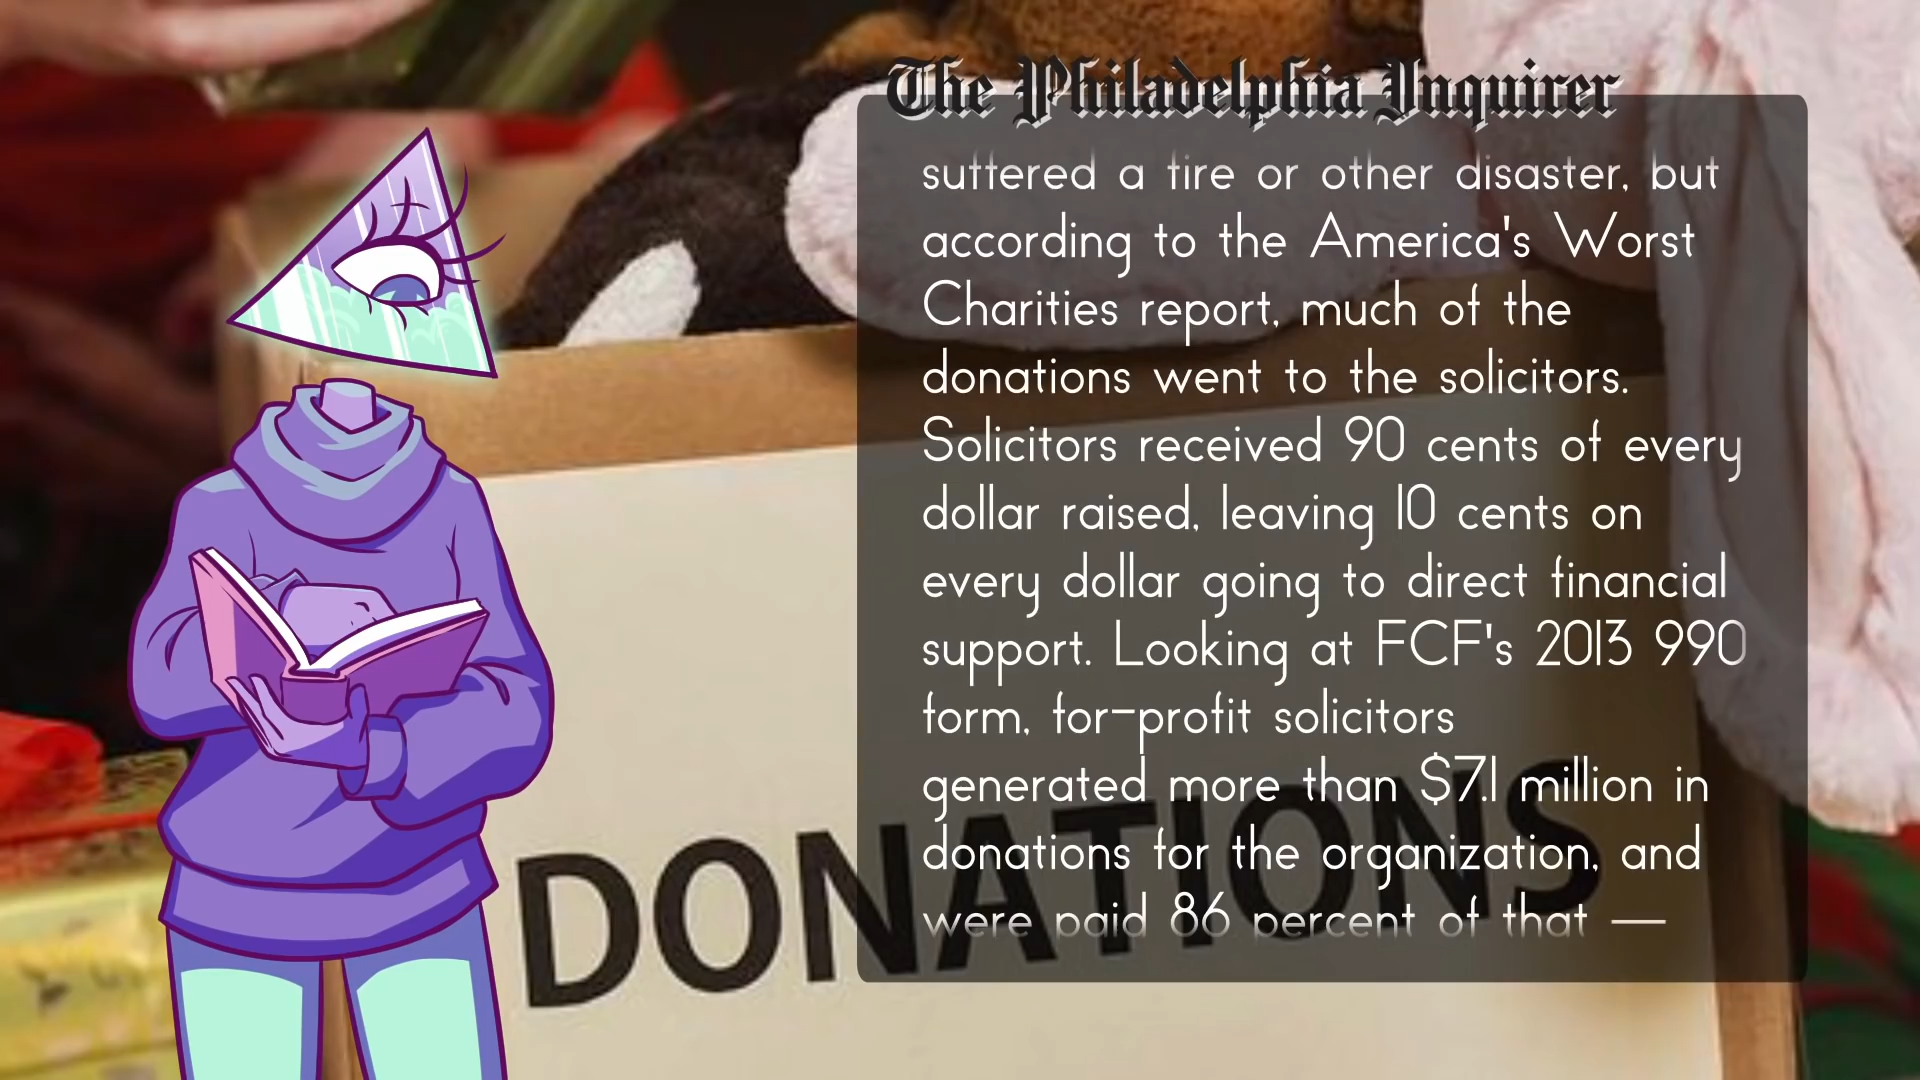 The Philadelphia Inquirer
suffered a fire or other disaster, but
according to the America's Worst
Charities report, much of the
donations went to the solicitors.
Solicitors received 90 cents of every
dollar raised, leaving 10 cents on
every dollar going to direct financial
support. Looking at FCF's 2013 990
form, for-profit solicitors
generated more than $7.1 million in
donations for the organization, and
were paid 86 percent of that —
DONATIONS